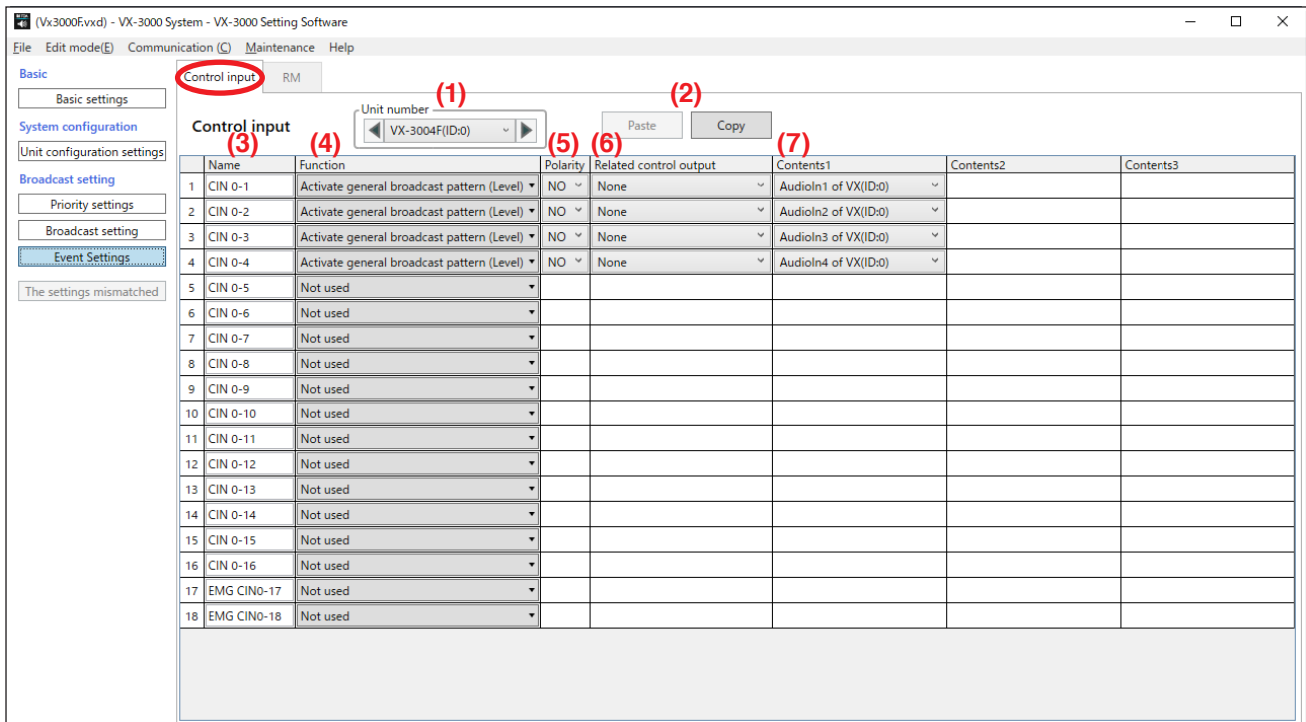 (Vx3000F.vxd) - VX-3000 System - VX-3000 Setting Software
File Edit mode(E) Communication (C) Maintenance Help
Basic
Basic settings
System configuration
Unit configuration settings
Broadcast setting
Priority settings
Broadcast setting
Event Settings
The settings mismatched
Control input RM
(1) (2)
Unit number
Control input VX-3004F(ID:0) Paste Copy
(3) (4) (5) (6) (7)
Name Function Polarity Related control output Contents1 Contents2 Contents3
1 CIN 0-1 Activate general broadcast pattern (Level) NO None AudioIn1 of VX(ID:0)
2 CIN 0-2 Activate general broadcast pattern (Level) NO None AudioIn2 of VX(ID:0)
3 CIN 0-3 Activate general broadcast pattern (Level) NO None AudioIn3 of VX(ID:0)
4 CIN 0-4 Activate general broadcast pattern (Level) NO None AudioIn4 of VX(ID:0)
5 CIN 0-5 Not used
6 CIN 0-6 Not used
7 CIN 0-7 Not used
8 CIN 0-8 Not used
9 CIN 0-9 Not used
10 CIN 0-10 Not used
11 CIN 0-11 Not used
12 CIN 0-12 Not used
13 CIN 0-13 Not used
14 CIN 0-14 Not used
15 CIN 0-15 Not used
16 CIN 0-16 Not used
17 EMG CIN0-17 Not used
18 EMG CIN0-18 Not used